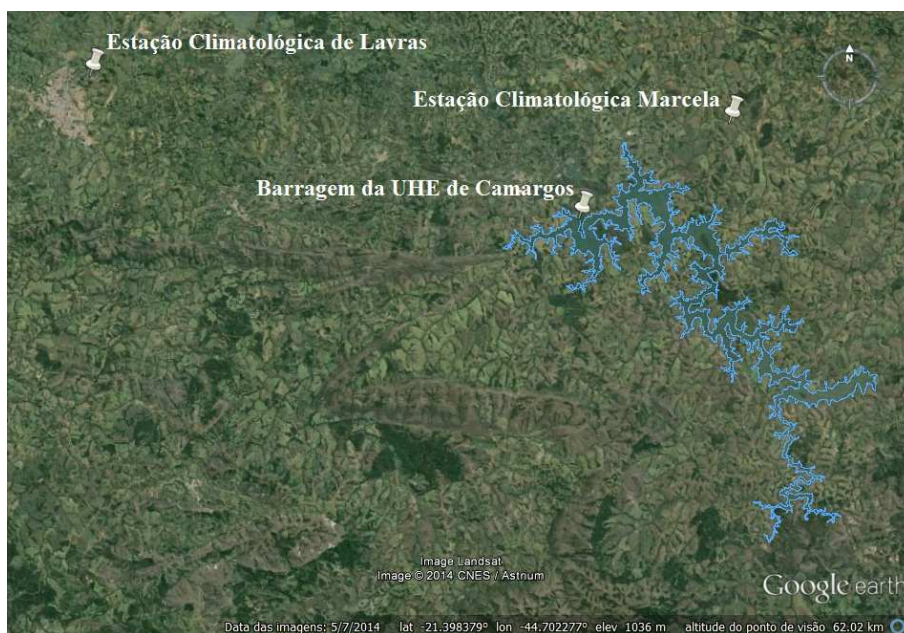 Estação Climatológica de Lavras
N
Estação Climatológica Marcela
Barragem da UHE de Camargos
Image Landsat
Image © 2014 CNES / Astrium
Google earth
Data das imagens: 5/7/2014 lat -21.398379º lon -44.702277º elev 1036 m altitude do ponto de visão 62.02 km